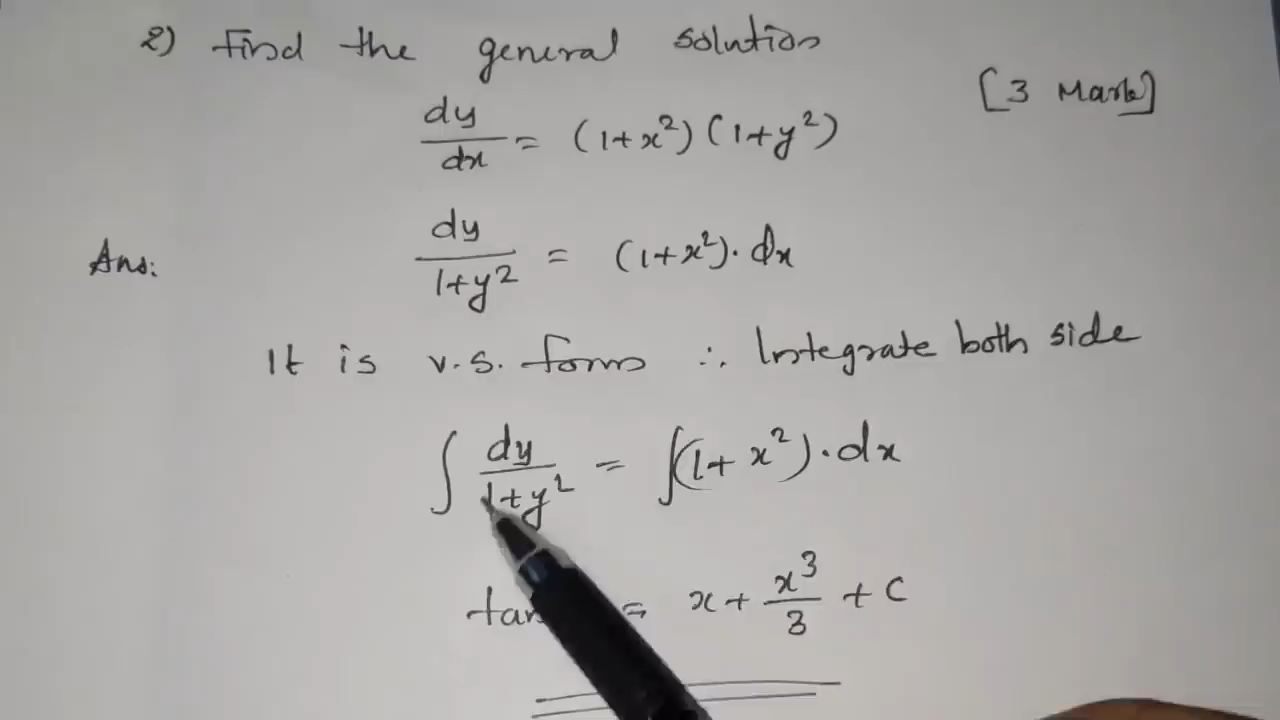 2) Find the general solution
[3 Mark]
dy/dx = (1+x²)(1+y²)
Ans: dy/1+y² = (1+x²).dx
It is v.s. form ∴ Integrate both side
∫ dy/1+y² = ∫(1+x²).dx
= x + x³/3 + C